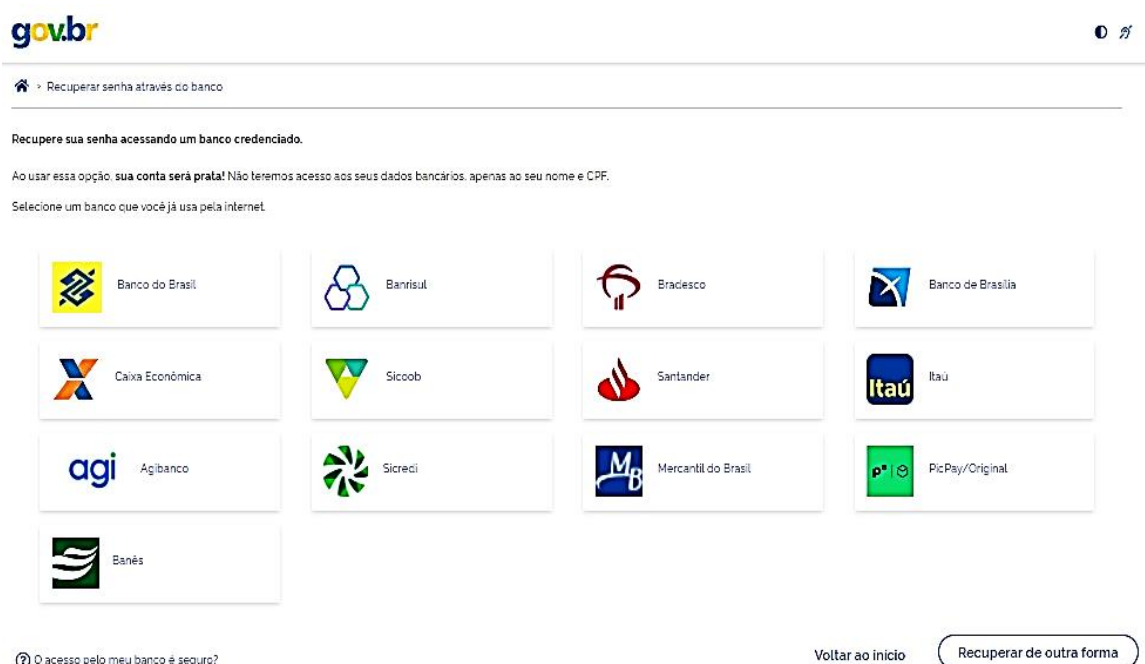 gov.br
> Recuperar senha através do banco
Recupere sua senha acessando um banco credenciado.
Ao usar essa opção, sua conta será prata! Não teremos acesso aos seus dados bancários, apenas ao seu nome e CPF.
Selecione um banco que você já usa pela internet.
Banco do Brasil
Banrisul
Bradesco
Banco de Brasília
Caixa Econômica
Sicoob
Santander
Itaú Itaú
agi Agibanco
Sicredi
MB Mercantil do Brasil
PicPay/Original
Banês
? O acesso pelo meu banco é seguro?
Voltar ao início
Recuperar de outra forma